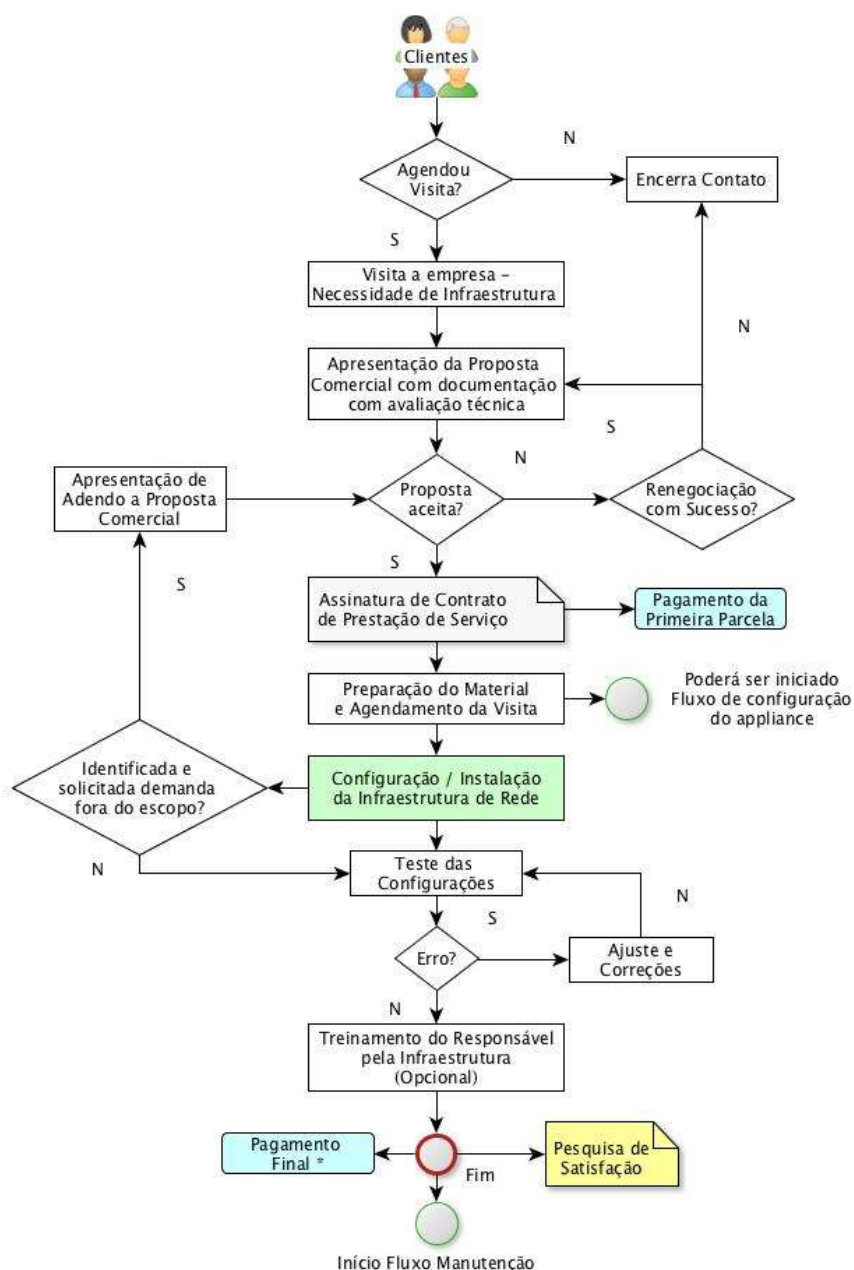 Clientes
N
Agendou
Visita?
Encerra Contato
S
Visita a empresa –
Necessidade de Infraestrutura
N
Apresentação da Proposta
Comercial com documentação
com avaliação técnica
S
N
Apresentação de
Adendo a Proposta
Comercial
Proposta
aceita?
Renegociação
com Sucesso?
S
S
Assinatura de Contrato
de Prestação de Serviço
Pagamento da
Primeira Parcela
Preparação do Material
e Agendamento da Visita
Poderá ser iniciado
Fluxo de configuração
do appliance
Identificada e
solicitada demanda
fora do escopo?
Configuração / Instalação
da Infraestrutura de Rede
N
Teste das
Configurações
N
S
Erro?
Ajuste e
Correções
N
Treinamento do Responsável
pela Infraestrutura
(Opcional)
Pagamento
Final *
Fim
Pesquisa de
Satisfação
Início Fluxo Manutenção